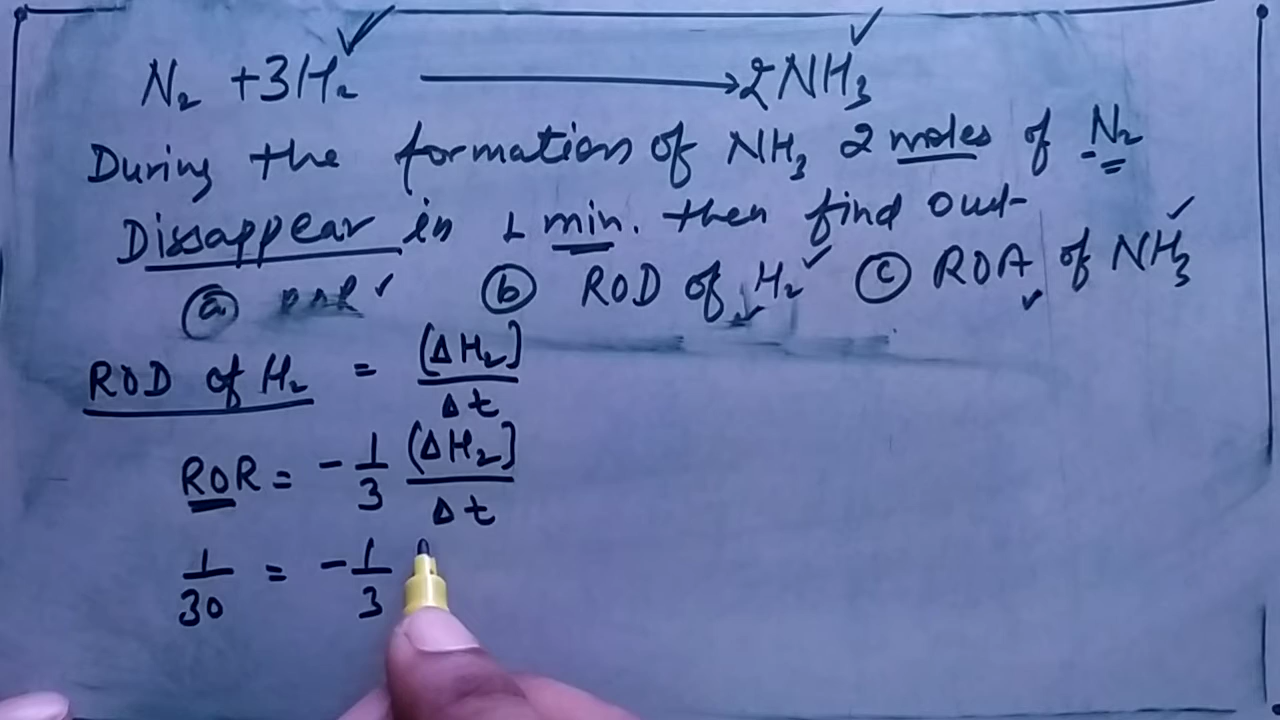 N₂ + 3H₂ ⟶ 2NH₃
During the formation of NH₃ 2 moles of N₂
Dissappear in 1 min. then find out
(a) ROR (b) ROD of H₂ (c) ROA of NH₃
ROD of H₂ = (ΔH₂] / Δt
ROR = -1/3 (ΔH₂] / Δt
1/30 = -1/3